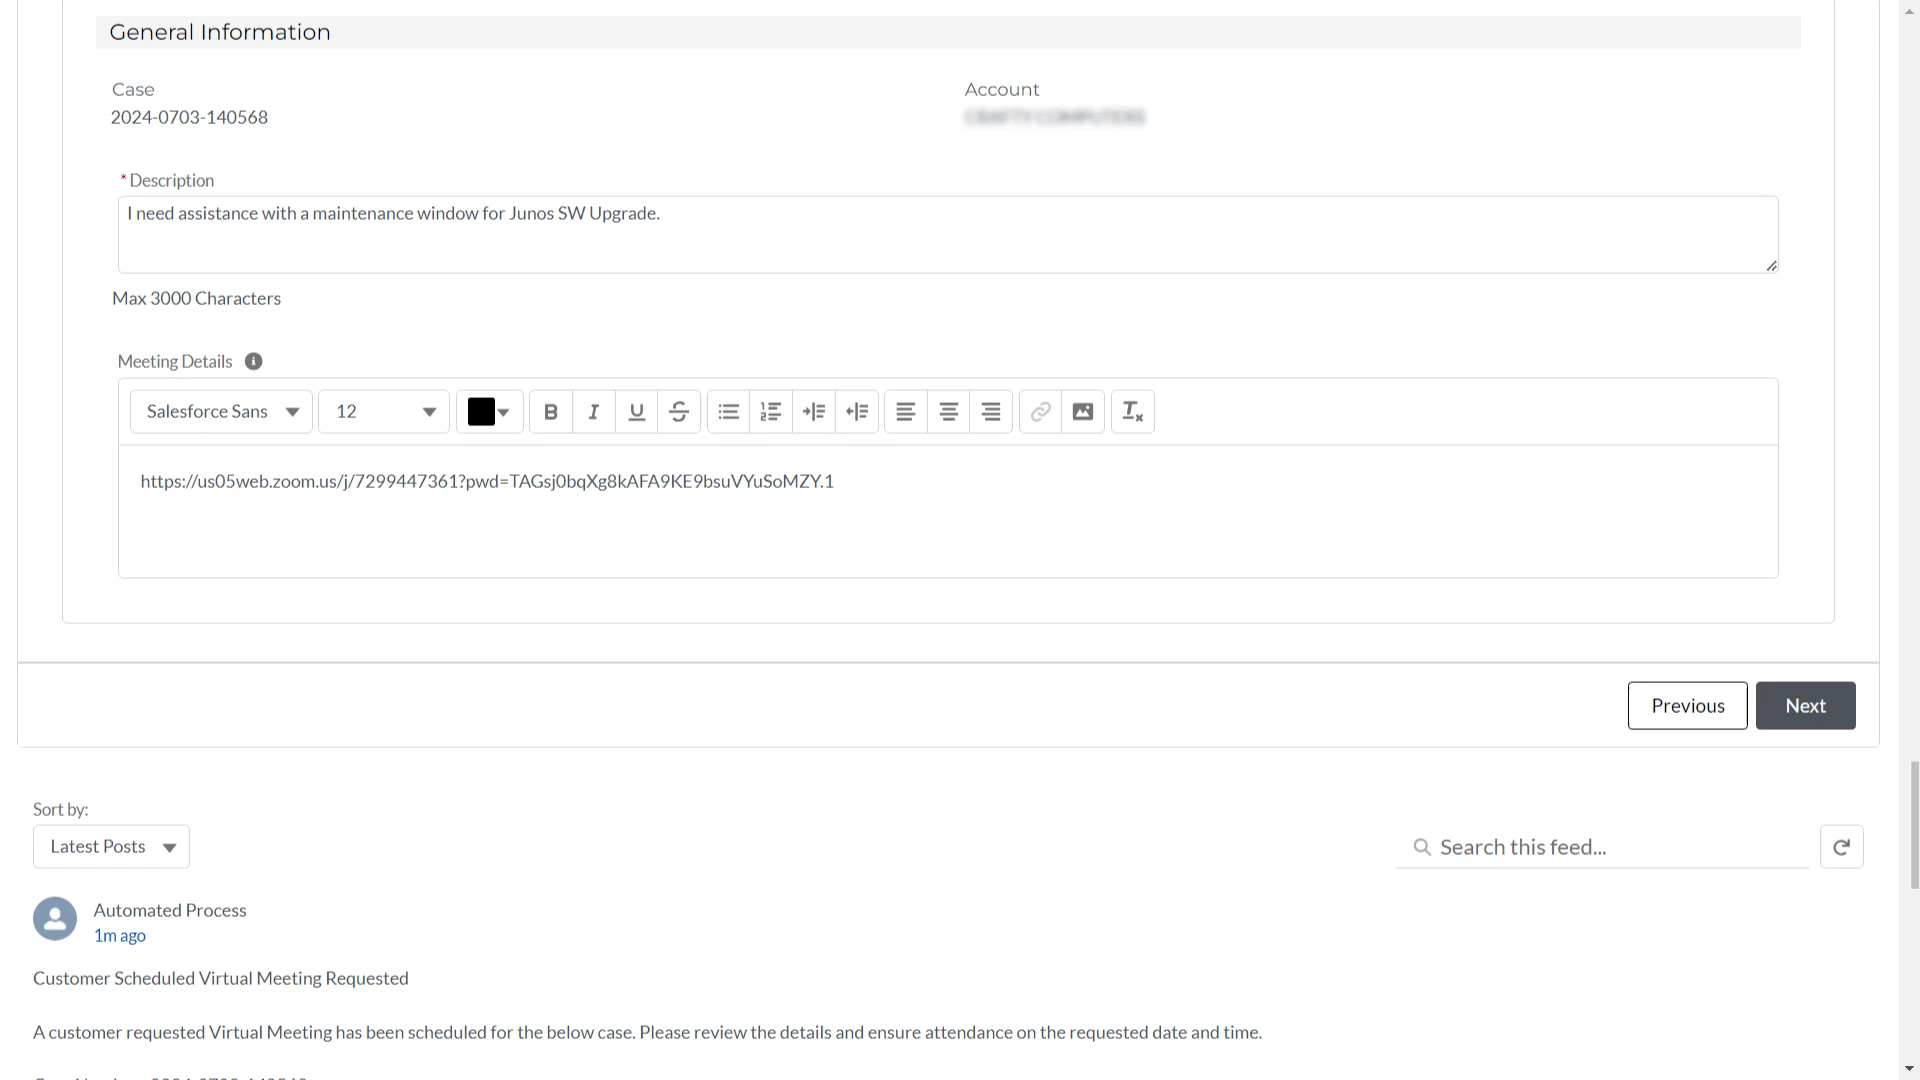 General Information
Case
Account
2024-0703-140568
*Description
I need assistance with a maintenance window for Junos SW Upgrade.
Max 3000 Characters
Meeting Details
Salesforce Sans
12
https://us05web.zoom.us/j/7299447361?pwd=TAGsj0bqXg8kAFA9KE9bsuVYuSoMZY.1
Previous
Next
Sort by:
Latest Posts
Search this feed...
Automated Process
1m ago
Customer Scheduled Virtual Meeting Requested
A customer requested Virtual Meeting has been scheduled for the below case. Please review the details and ensure attendance on the requested date and time.